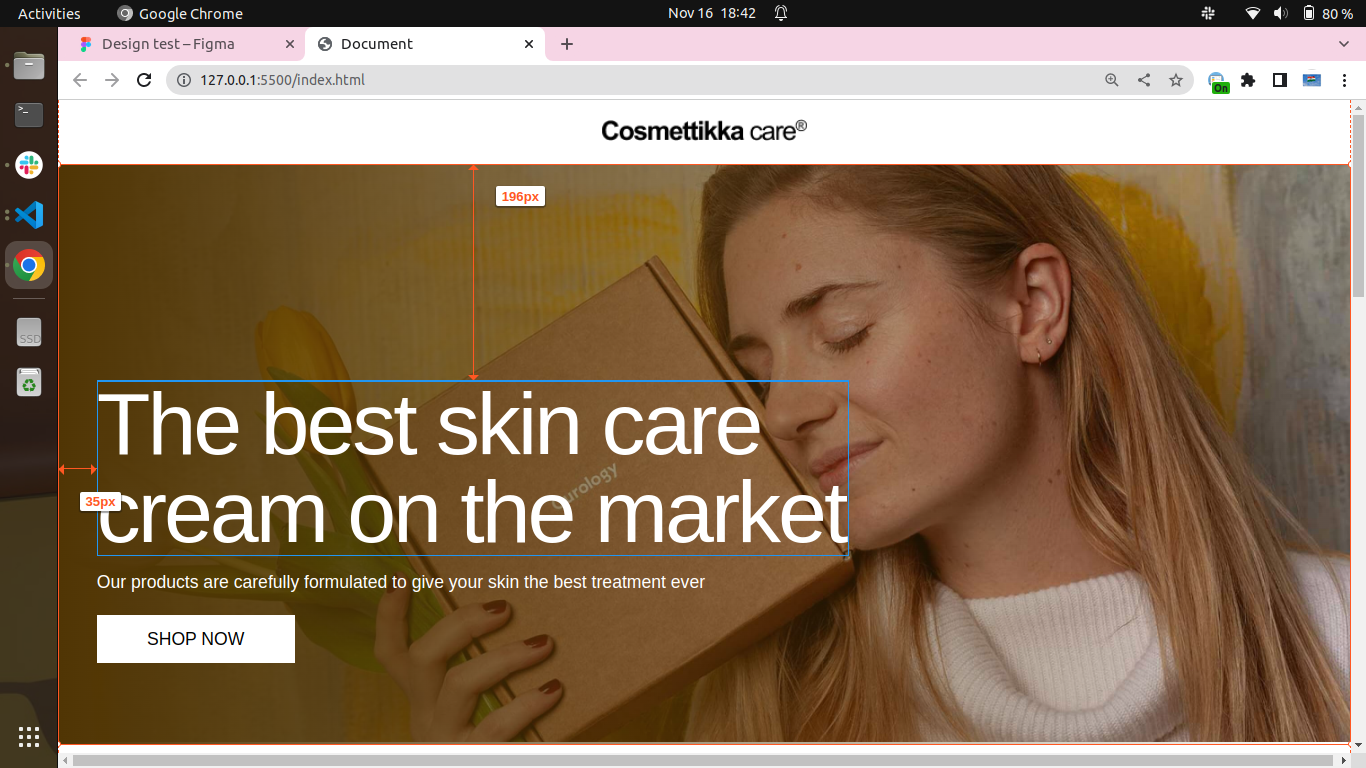 Activities
Google Chrome
Nov 16 18:42
80 %
Design test – Figma
Document
127.0.0.1:5500/index.html
On
Cosmettikka care®
196px
The best skin care
35px
cream on the market
Our products are carefully formulated to give your skin the best treatment ever
SHOP NOW
SSD